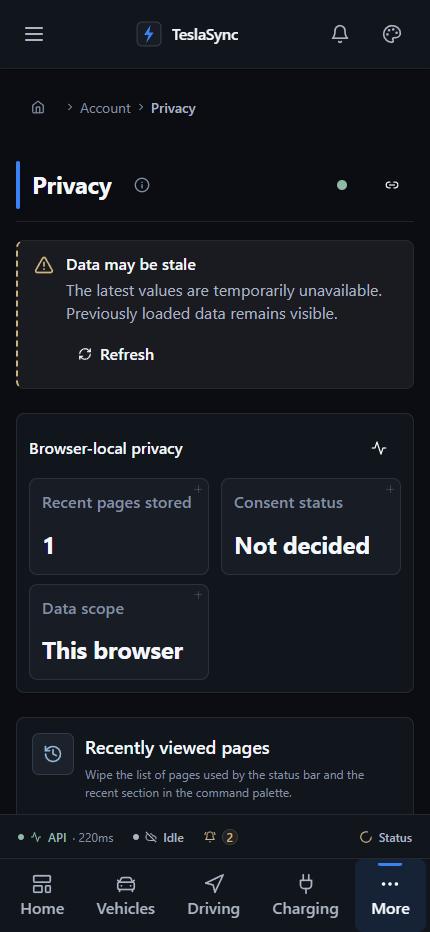 TeslaSync
Account
Privacy
Privacy
Data may be stale
The latest values are temporarily unavailable.
Previously loaded data remains visible.
Refresh
Browser-local privacy
Recent pages stored
1
Consent status
Not decided
Data scope
This browser
Recently viewed pages
Wipe the list of pages used by the status bar and the
recent section in the command palette.
API · 220ms
Idle
2
Status
Home
Vehicles
Driving
Charging
More